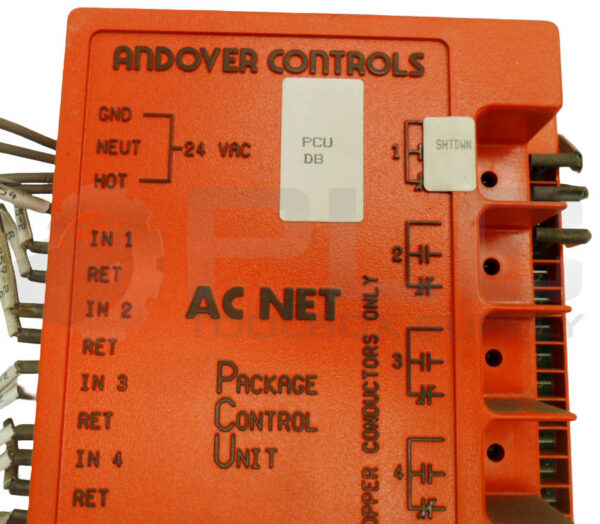 ANDOVER CONTROLS
GND
NEUT
HOT
24 VAC
PCU
DB
1
SHTDWN
IN 1
RET
IN 2
RET
IN 3
RET
IN 4
RET
AC NET
PACKAGE
CONTROL
UNIT
2
3
4
OPPER CONDUCTORS ONLY